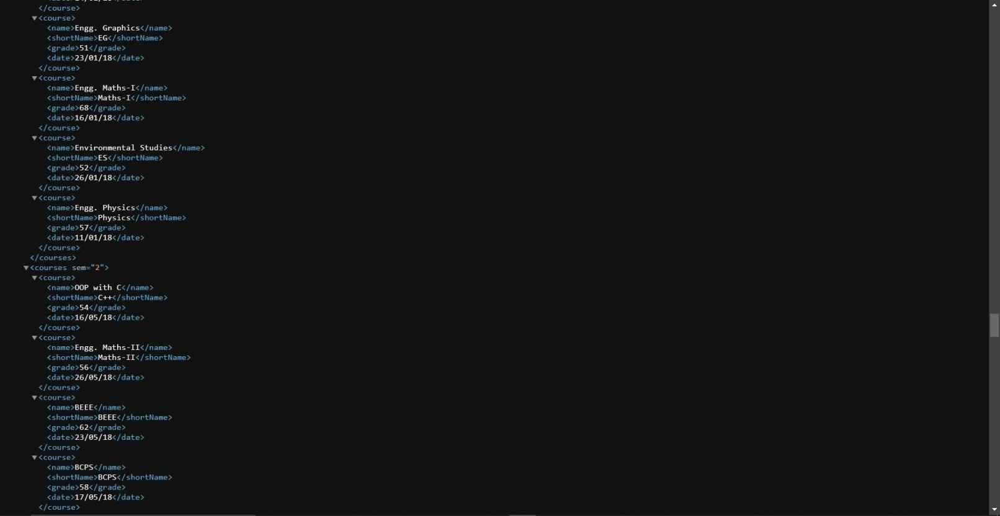 </course>
<course>
<name>Engg. Graphics</name>
<shortName>EG</shortName>
<grade>51</grade>
<date>23/01/18</date>
</course>
<course>
<name>Engg. Maths-I</name>
<shortName>Maths-I</shortName>
<grade>68</grade>
<date>16/01/18</date>
</course>
<course>
<name>Environmental Studies</name>
<shortName>ES</shortName>
<grade>52</grade>
<date>26/01/18</date>
</course>
<course>
<name>Engg. Physics</name>
<shortName>Physics</shortName>
<grade>57</grade>
<date>11/01/18</date>
</course>
</courses>
<courses sem="2">
<course>
<name>OOP with C</name>
<shortName>C++</shortName>
<grade>54</grade>
<date>16/05/18</date>
</course>
<course>
<name>Engg. Maths-II</name>
<shortName>Maths-II</shortName>
<grade>56</grade>
<date>26/05/18</date>
</course>
<course>
<name>BEEE</name>
<shortName>BEEE</shortName>
<grade>62</grade>
<date>23/05/18</date>
</course>
<course>
<name>BCPS</name>
<shortName>BCPS</shortName>
<grade>58</grade>
<date>17/05/18</date>
</course>